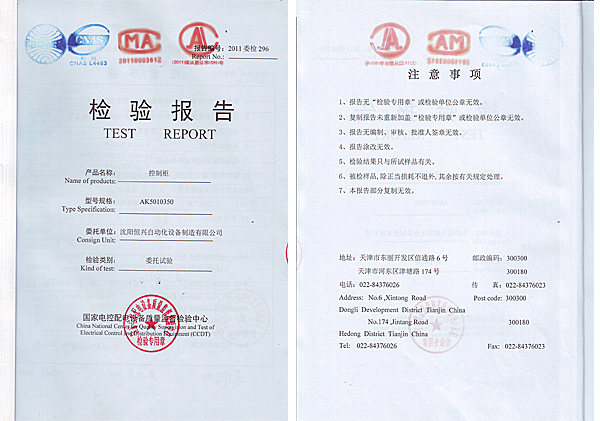 CNAS
CNAS L4463
MA
20110003612
报告编号：2011 委检 296
Report No.:
检 验 报 告
TEST REPORT
产品名称： 控制柜
Name of products:
型号规格： AK5010350
Type Specification:
委托单位：沈阳恒兴自动化设备制造有限公司
Consign Unit:
检验类别： 委托试验
Kind of test:
国家电控配电设备质量监督检验中心
China National Center for Quality Supervision and Test of
Electrical Control and Distribution Equipment (CCDT)
检验专用章
注 意 事 项
1、报告无“检验专用章”或检验单位公章无效。
2、复制报告未重新加盖“检验专用章”或检验单位公章无效。
3、报告无编制、审核、批准人签章无效。
4、报告涂改无效。
5、检验结果只与所试样品有关。
6、被检样品，除正当损耗不退外，其余按有关规定处理。
7、本报告部分复制无效。
地址：天津市东丽开发区信通路 6 号 邮政编码：300300
天津市河东区津塘路 174 号 300180
电话：022-84376026 传 真：022-84376023
Address: No.6 ,Xintong Road Post code: 300300
Dongli Development District Tianjin China
No.174 ,Jintang Road 300180
Hedong District Tianjin China
Tel: 022-84376026 Fax: 022-84376023